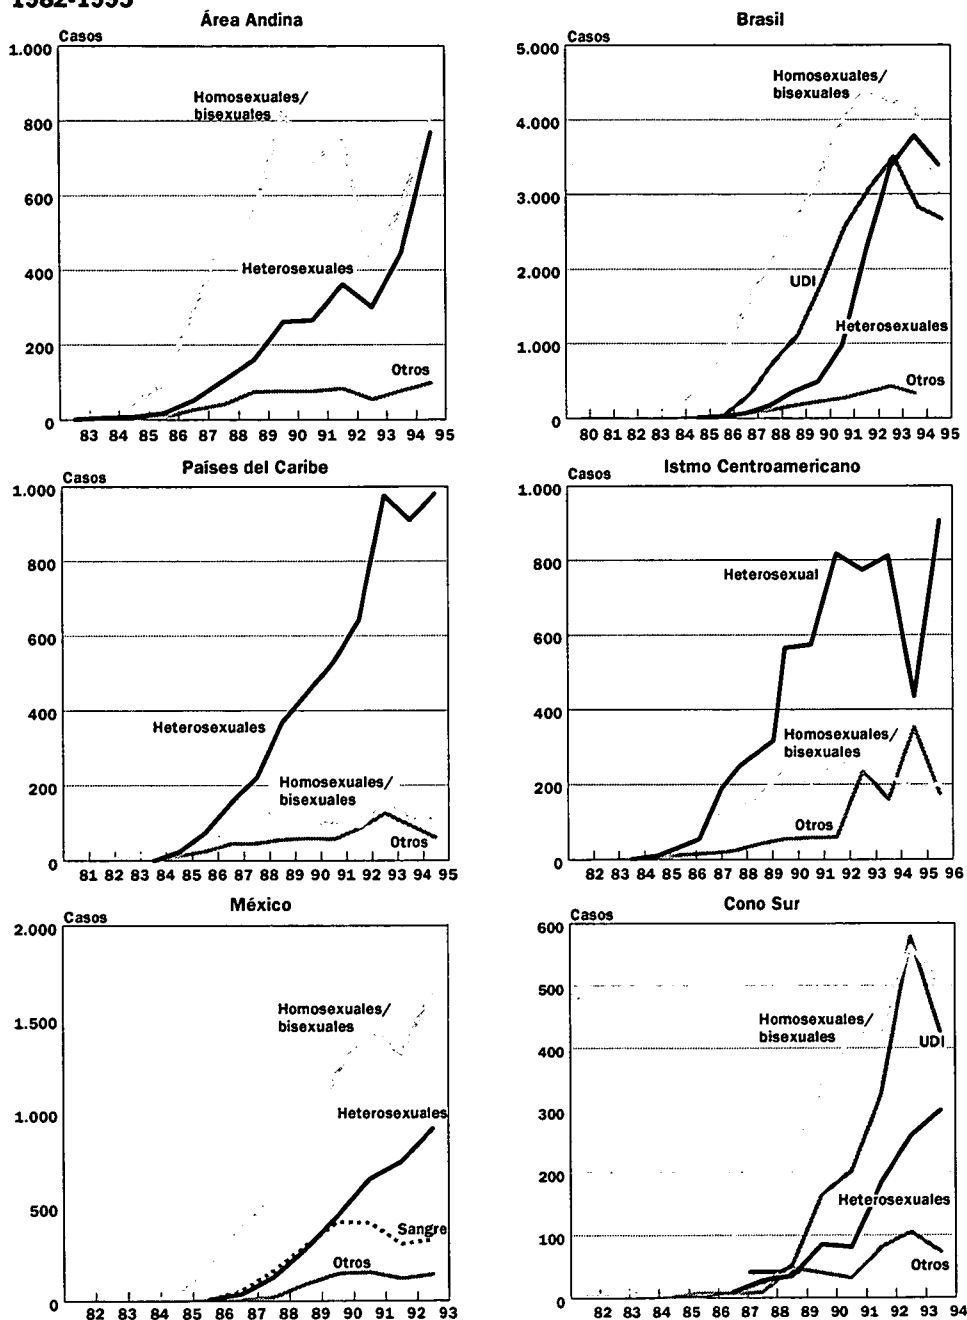 1982-1995
Área Andina
Casos
1.000
800
600
400
200
0
Homosexuales/
bisexuales
Heterosexuales
Otros
83 84 85 86 87 88 89 90 91 92 93 94 95
Brasil
Casos
5.000
4.000
3.000
2.000
1.000
0
Homosexuales/
bisexuales
UDI
Heterosexuales
Otros
80 81 82 83 84 85 86 87 88 89 90 91 92 93 94 95
Países del Caribe
Casos
1.000
800
600
400
200
0
Heterosexuales
Homosexuales/
bisexuales
Otros
81 82 83 84 85 86 87 88 89 90 91 92 93 94 95
Istmo Centroamericano
Casos
1.000
800
600
400
200
0
Heterosexual
Homosexuales/
bisexuales
Otros
82 83 84 85 86 87 88 89 90 91 92 93 94 95 96
México
Casos
2.000
1.500
1.000
500
0
Homosexuales/
bisexuales
Heterosexuales
Sangre
Otros
82 83 84 85 86 87 88 89 90 91 92 93
Cono Sur
Casos
600
500
400
300
200
100
0
Homosexuales/
bisexuales
UDI
Heterosexuales
Otros
82 83 84 85 86 87 88 89 90 91 92 93 94